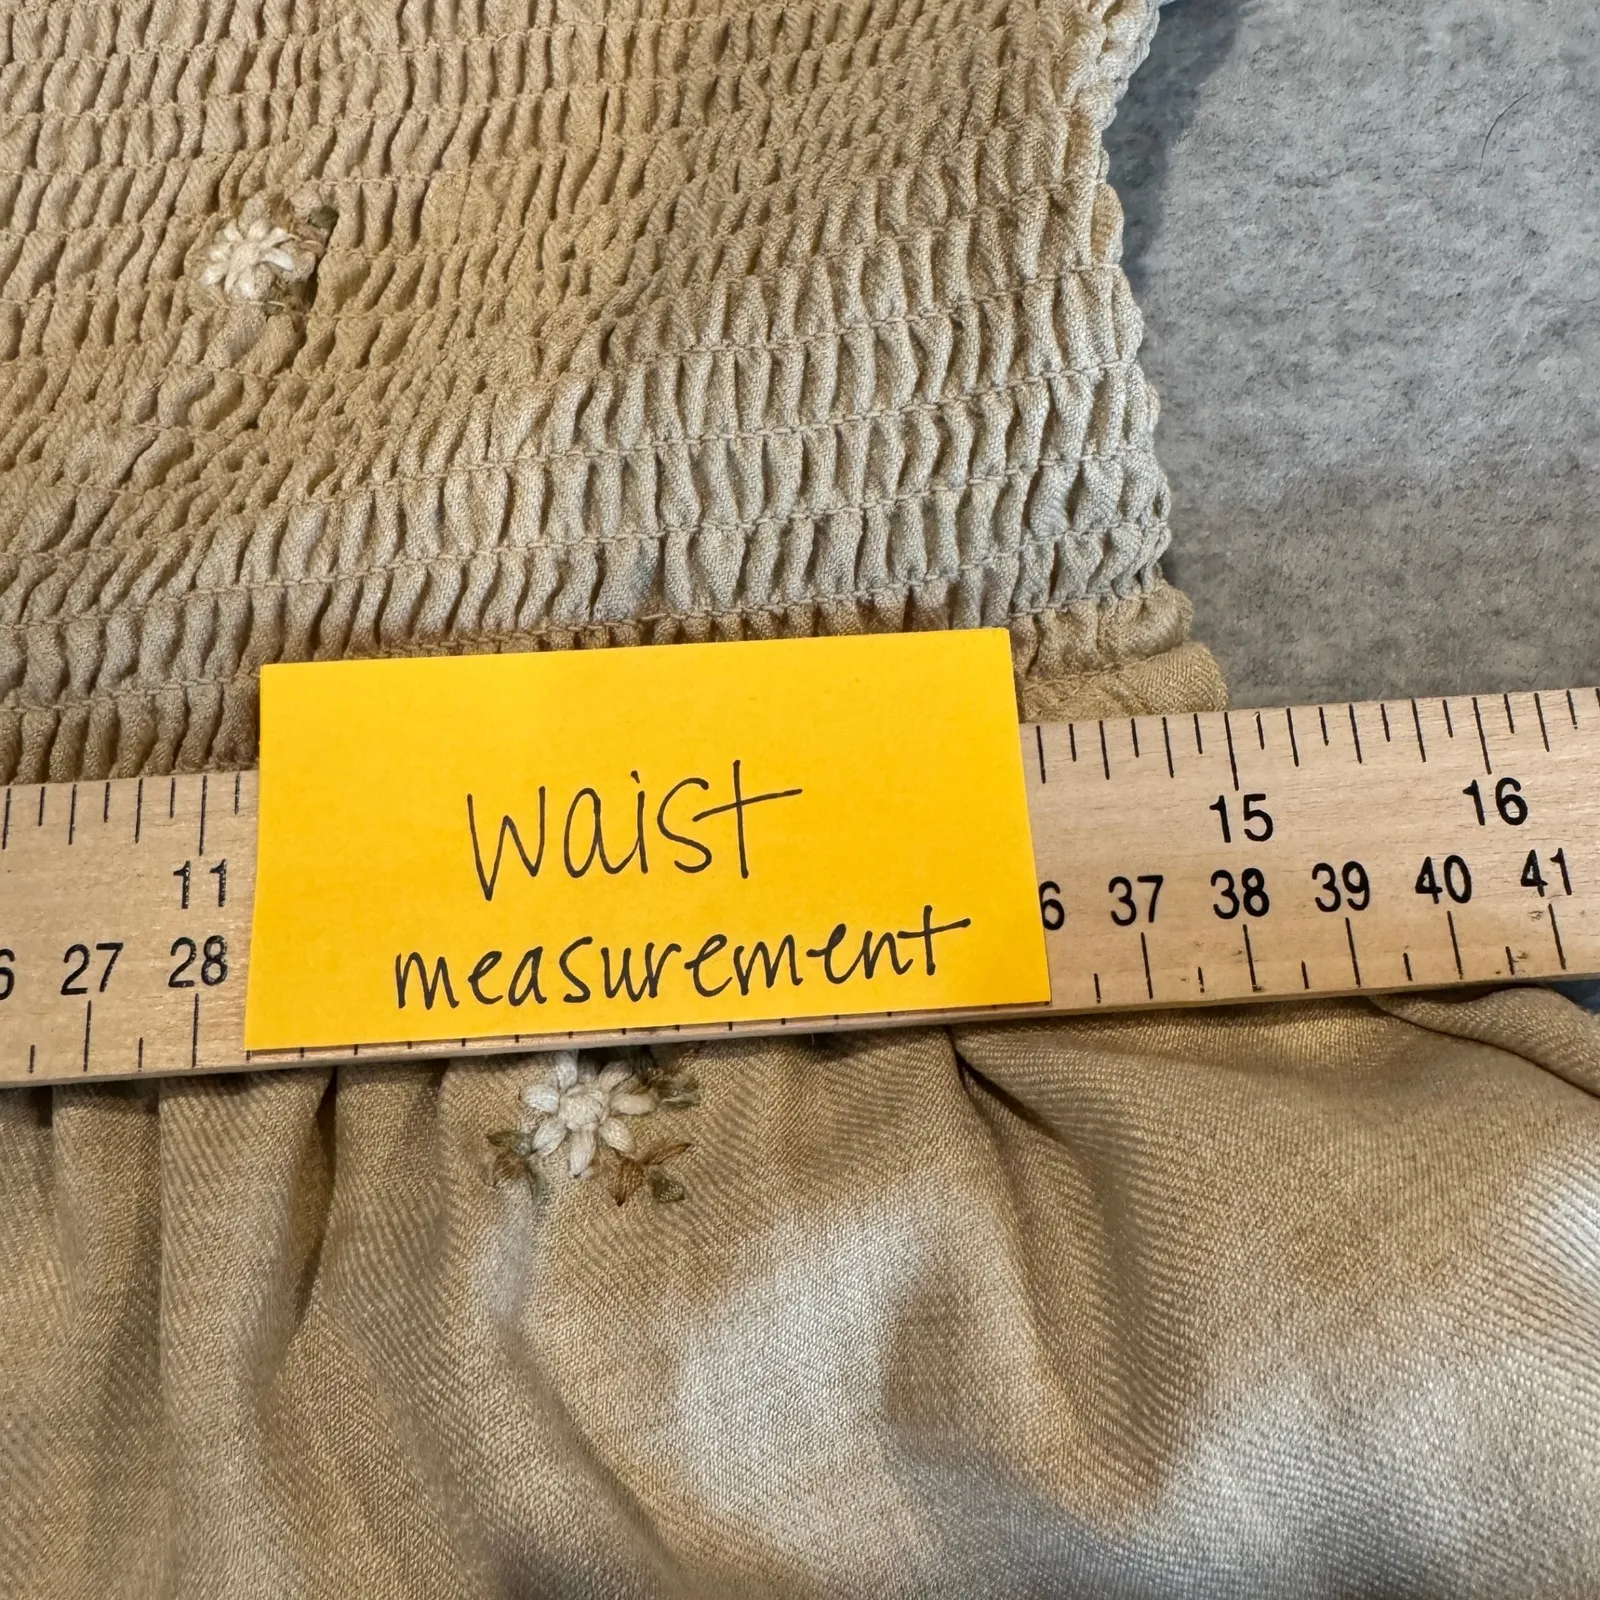 waist
measurement
11 15 16
6 27 28 6 37 38 39 40 41